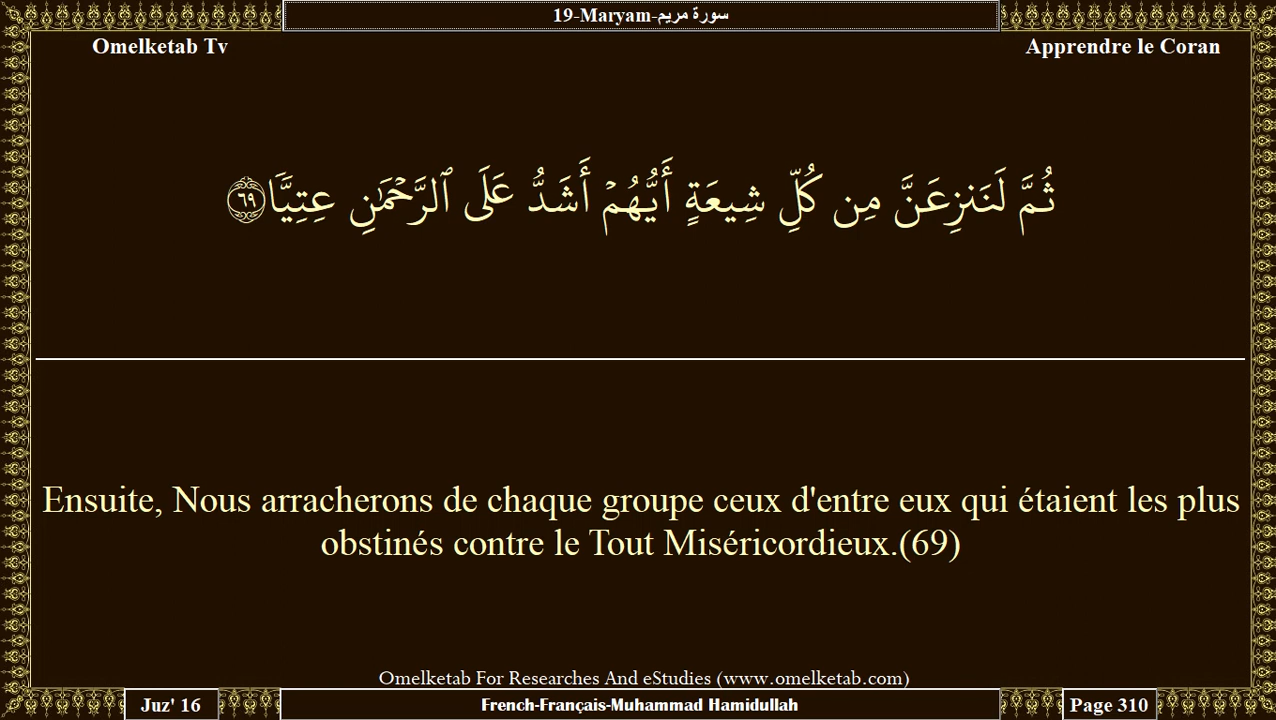 19-Maryam-سورة مريم
Omelketab Tv
Apprendre le Coran
ثُمَّ لَنَنزِعَنَّ مِن كُلِّ شِيعَةٍ أَيُّهُمْ أَشَدُّ عَلَى ٱلرَّحْمَٰنِ عِتِيًّا ٦٩
Ensuite, Nous arracherons de chaque groupe ceux d'entre eux qui étaient les plus
obstinés contre le Tout Miséricordieux.(69)
Omelketab For Researches And eStudies (www.omelketab.com)
Juz' 16
French-Français-Muhammad Hamidullah
Page 310